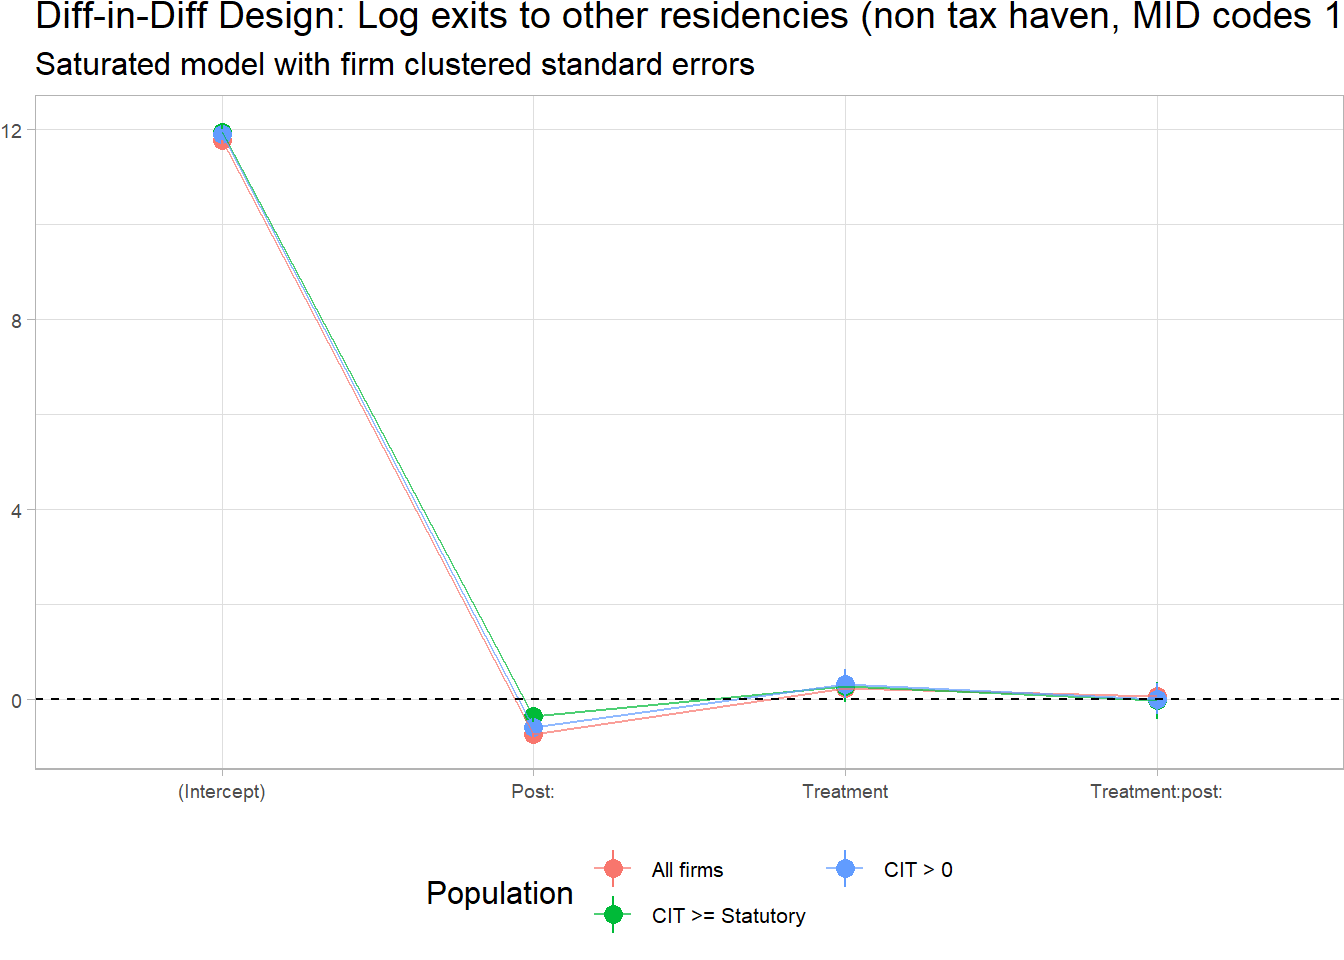 Diff-in-Diff Design: Log exits to other residencies (non tax haven, MID codes 1
Saturated model with firm clustered standard errors
12
8
4
0
(Intercept) Post: Treatment Treatment:post:
Population
All firms CIT > 0
CIT >= Statutory